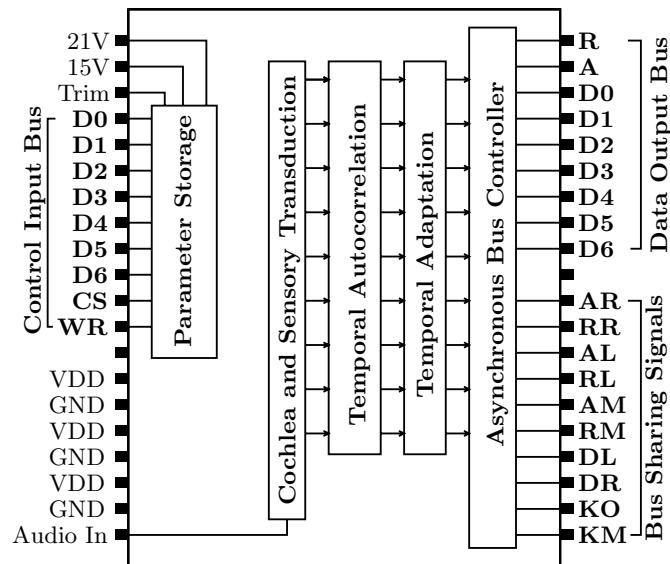 21V
15V
Trim
D0
D1
D2
D3
D4
D5
D6
CS
WR
VDD
GND
VDD
GND
VDD
GND
Audio In
Control Input Bus
Parameter Storage
Cochlea and Sensory Transduction
Temporal Autocorrelation
Temporal Adaptation
Asynchronous Bus Controller
R
A
D0
D1
D2
D3
D4
D5
D6
AR
RR
AL
RL
AM
RM
DL
DR
KO
KM
Data Output Bus
Bus Sharing Signals